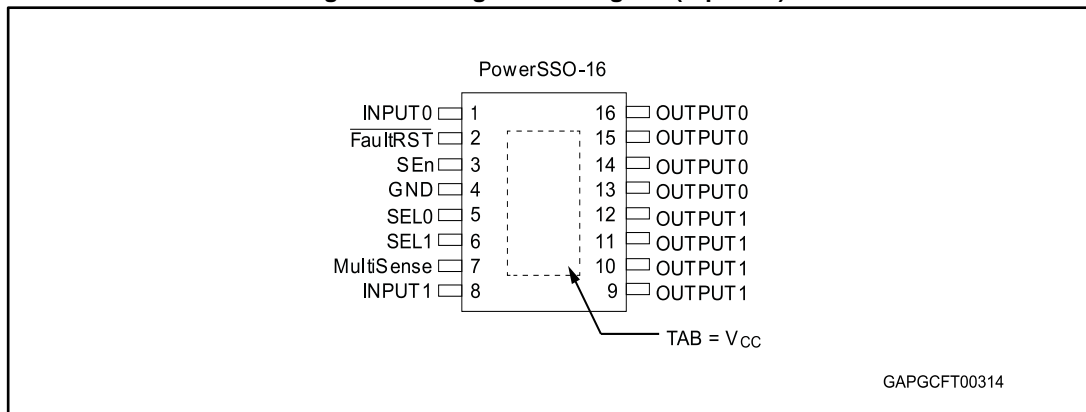 PowerSSO-16
INPUT0 1 16 OUTPUT0
FaultRST 2 15 OUTPUT0
SEn 3 14 OUTPUT0
GND 4 13 OUTPUT0
SEL0 5 12 OUTPUT1
SEL1 6 11 OUTPUT1
MultiSense 7 10 OUTPUT1
INPUT1 8 9 OUTPUT1
TAB = VCC
GAPGCFT00314